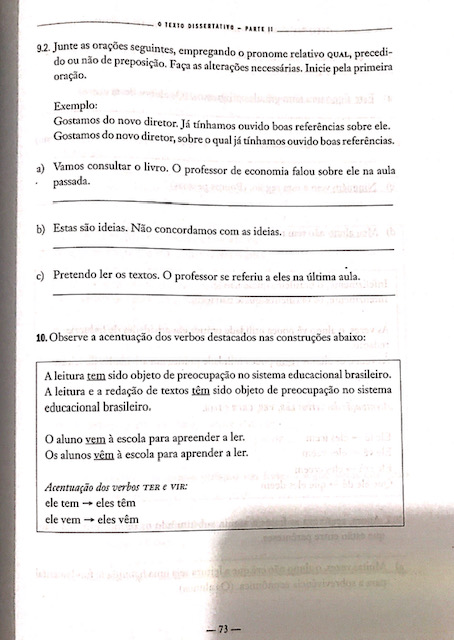 O TEXTO DISSERTATIVO – PARTE II
9.2. Junte as orações seguintes, empregando o pronome relativo QUAL, precedi-
do ou não de preposição. Faça as alterações necessárias. Inicie pela primeira
oração.
Exemplo:
Gostamos do novo diretor. Já tínhamos ouvido boas referências sobre ele.
Gostamos do novo diretor, sobre o qual já tínhamos ouvido boas referências.
a) Vamos consultar o livro. O professor de economia falou sobre ele na aula
passada.
b) Estas são ideias. Não concordamos com as ideias.
c) Pretendo ler os textos. O professor se referiu a eles na última aula.
10. Observe a acentuação dos verbos destacados nas construções abaixo:
A leitura tem sido objeto de preocupação no sistema educacional brasileiro.
A leitura e a redação de textos têm sido objeto de preocupação no sistema
educacional brasileiro.
O aluno vem à escola para apreender a ler.
Os alunos vêm à escola para aprender a ler.
Acentuação dos verbos TER e VIR:
ele tem → eles têm
ele vem → eles vêm
— 73 —